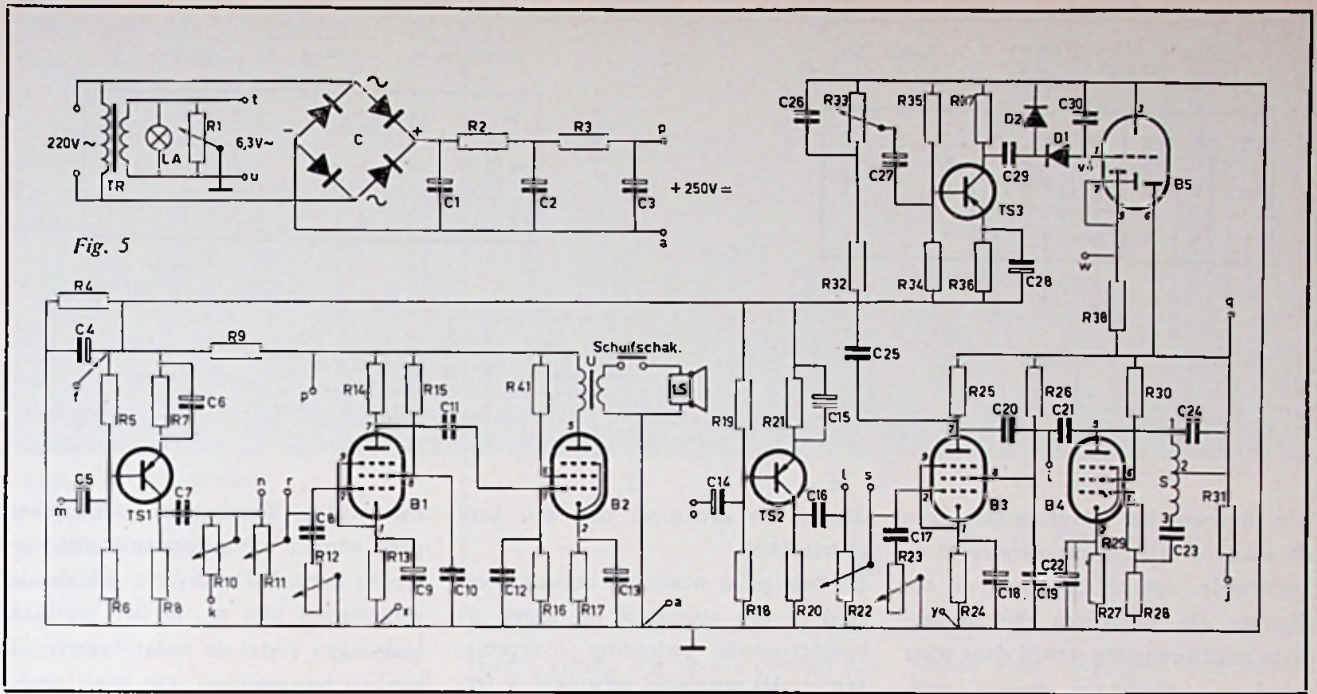 220V ~
TR
LA
R1
t
6,3V~
u
~
-
C
+
~
R2
R3
C1
C2
C3
p
+ 250V =
a
Fig. 5
C26
R33
C27
R35
D2
D1
C30
C29
TS3
B5
R32
R34
R36
C28
w
R38
q
R4
C4
f
R5
R7
C6
R9
p
R14
R15
C11
R41
U
Schuifschak.
LS
C25
R19
R21
C15
R25
R26
R30
C20
C21
C24
m
C5
TS1
C7
n
r
C8
B1
B2
C14
TS2
C16
l
s
C17
B3
B4
S
R31
R6
R8
R10
R11
R12
R13
C9
C10
C12
R16
R17
C13
a
R18
R20
R22
R23
y
R24
C18
C19
C22
R27
R29
R28
C23
j